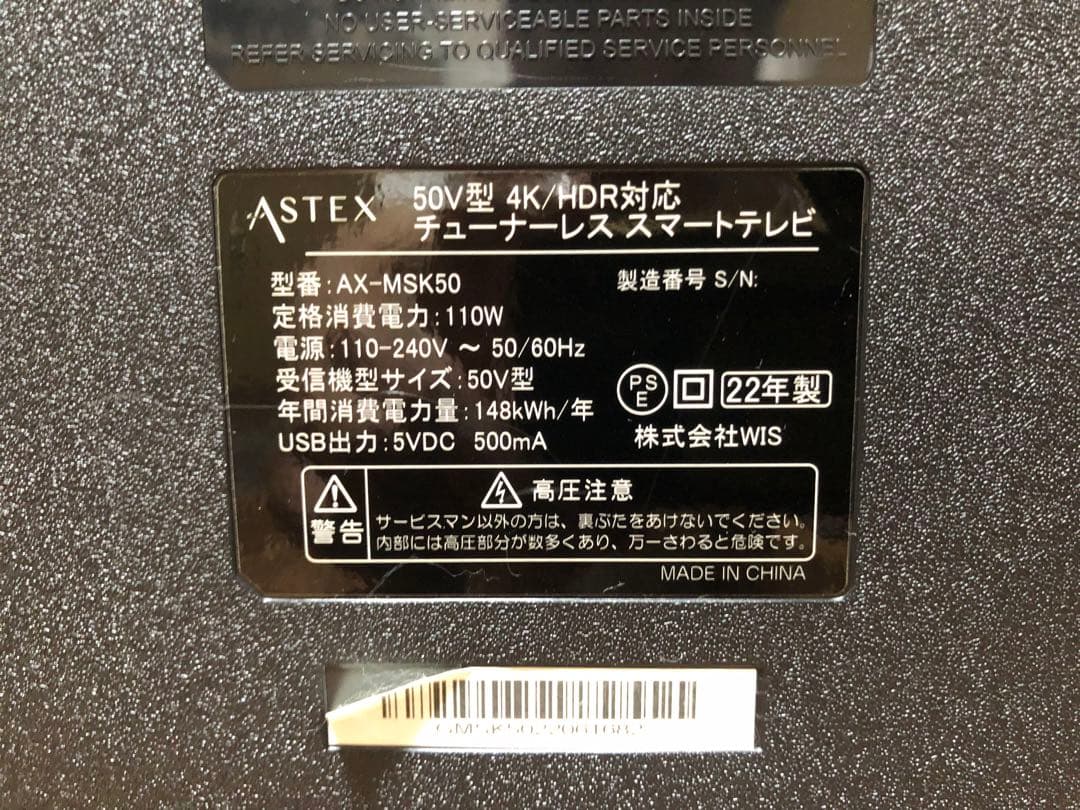 NO USER-SERVICEABLE PARTS INSIDE
REFER SERVICING TO QUALIFIED SERVICE PERSONNEL
ASTEX
50V型 4K/HDR対応
チューナーレス スマートテレビ
型番:AX-MSK50
製造番号 S/N:
定格消費電力:110W
電源:110-240V ～ 50/60Hz
受信機型サイズ:50V型
年間消費電力量:148kWh/年
USB出力:5VDC 500mA
PS
E
22年製
株式会社WIS
警告
高圧注意
サービスマン以外の方は、裏ぶたをあけないでください。
内部には高圧部分が数多くあり、万一さわると危険です。
MADE IN CHINA